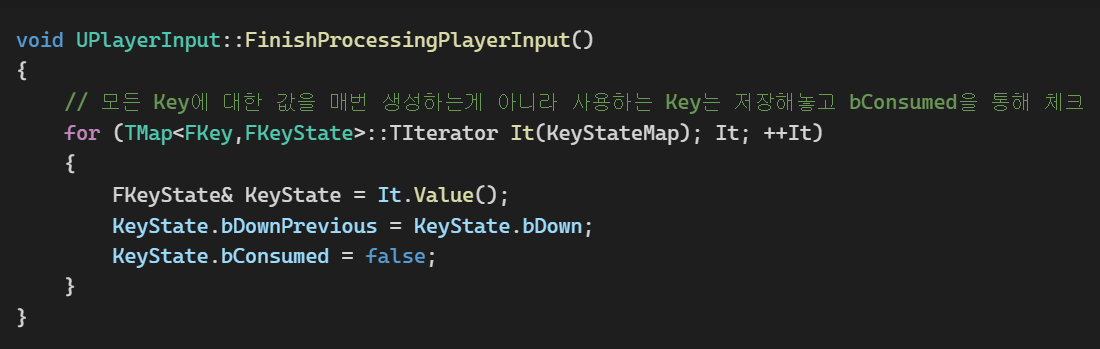 void UPlayerInput::FinishProcessingPlayerInput()
{
// 모든 Key에 대한 값을 매번 생성하는게 아니라 사용하는 Key는 저장해놓고 bConsumed을 통해 체크
for (TMap<FKey,FKeyState>::TIterator It(KeyStateMap); It; ++It)
{
FKeyState& KeyState = It.Value();
KeyState.bDownPrevious = KeyState.bDown;
KeyState.bConsumed = false;
}
}